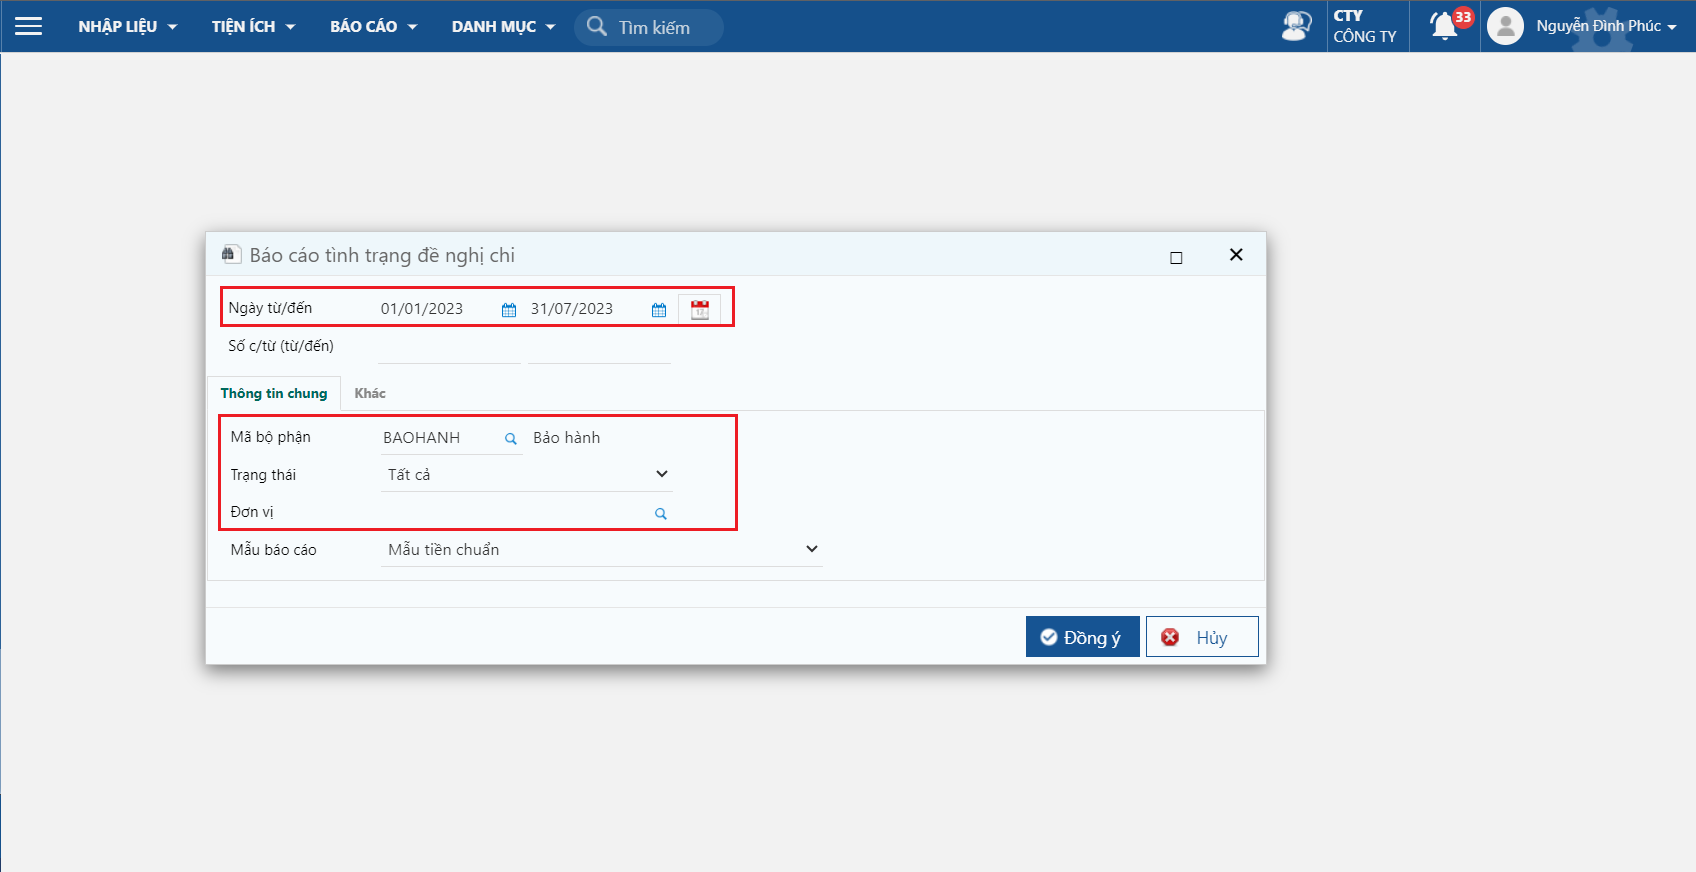 NHẬP LIỆU TIỆN ÍCH BÁO CÁO DANH MỤC Tìm kiếm CTY 33 Nguyễn Đình Phúc
CÔNG TY
Báo cáo tình trạng đề nghị chi
Ngày từ/đến 01/01/2023 31/07/2023
Số c/từ (từ/đến)
Thông tin chung Khác
Mã bộ phận BAOHANH Bảo hành
Trạng thái Tất cả
Đơn vị
Mẫu báo cáo Mẫu tiền chuẩn
Đồng ý Hủy